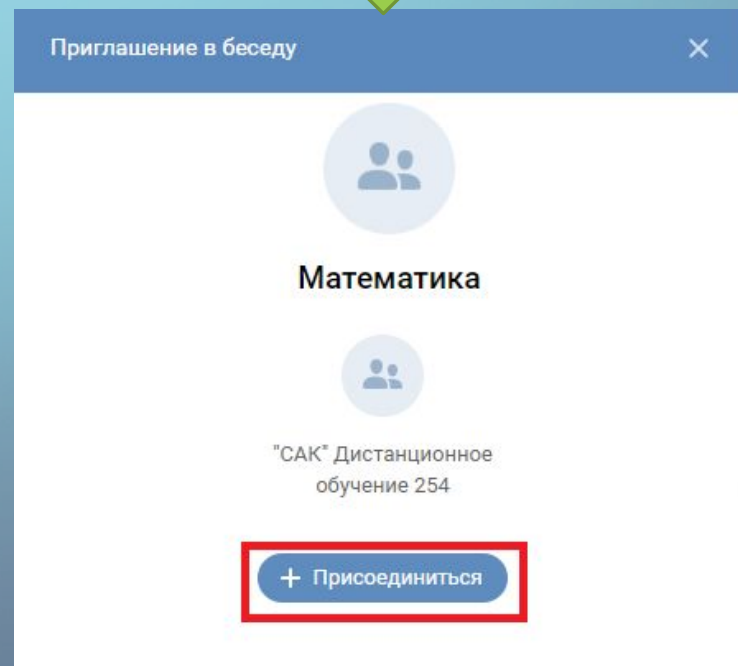 Приглашение в беседу
Математика
"САК" Дистанционное
обучение 254
+ Присоединиться